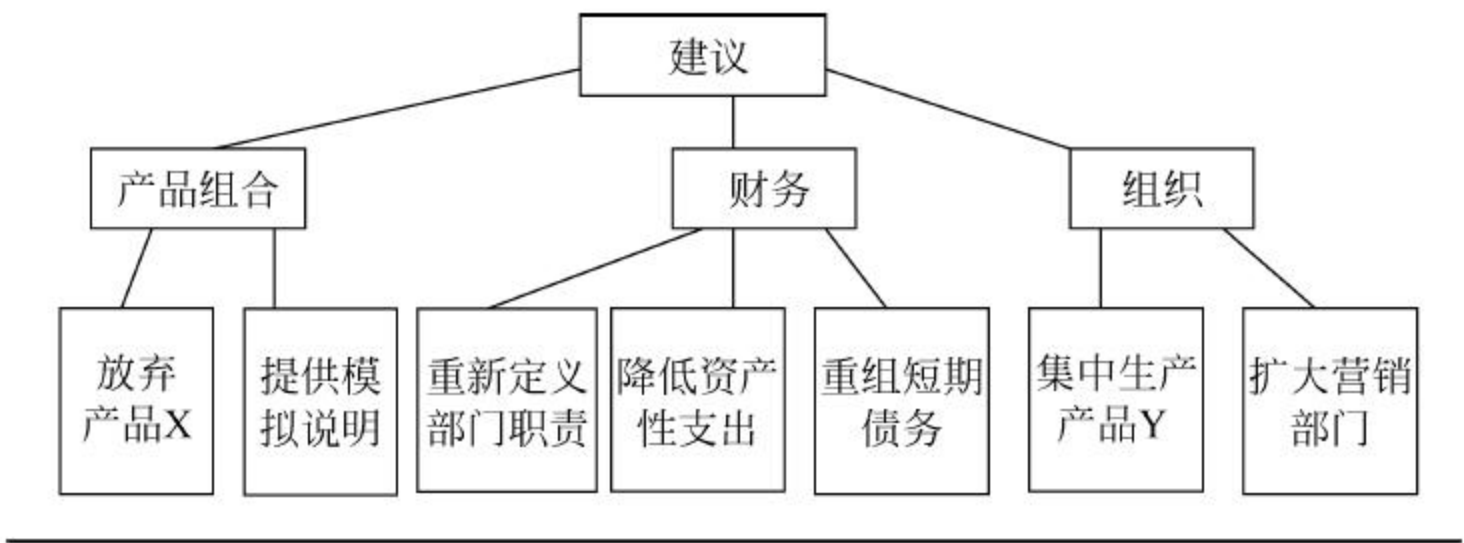 建议
产品组合
财务
组织
放弃
产品X
提供模
拟说明
重新定义
部门职责
降低资产
性支出
重组短期
债务
集中生产
产品Y
扩大营销
部门